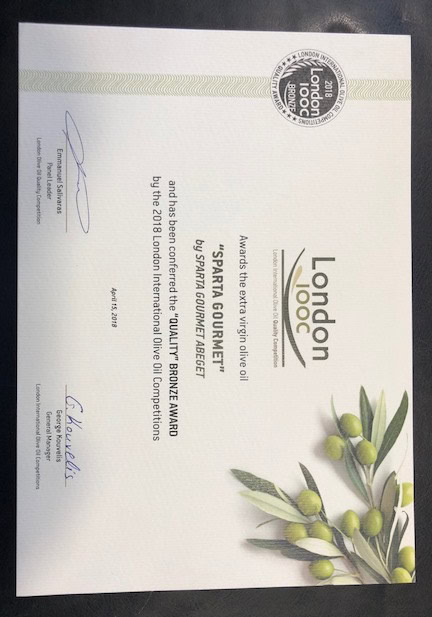 London
IOOC
London International Olive Oil Quality Competition
2018
London
IOOC
BRONZE
LONDON INTERNATIONAL OLIVE OIL COMPETITIONS
QUALITY AWARD
Awards the extra virgin olive oil
"SPARTA GOURMET"
by SPARTA GOURMET ABEGET
and has been conferred the "QUALITY" BRONZE AWARD
by the 2018 London International Olive Oil Competitions
April 15, 2018
Emmanuel Salivaras
Panel Leader
London Olive Oil Quality Competition
G. Kouvelis
George Kouvelis
General Manager
London International Olive Oil Competitions